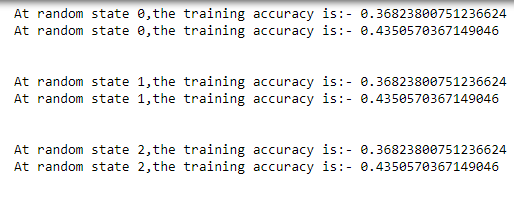 At random state 0,the training accuracy is:- 0.36823800751236624
At random state 0,the training accuracy is:- 0.4350570367149046
At random state 1,the training accuracy is:- 0.36823800751236624
At random state 1,the training accuracy is:- 0.4350570367149046
At random state 2,the training accuracy is:- 0.36823800751236624
At random state 2,the training accuracy is:- 0.4350570367149046